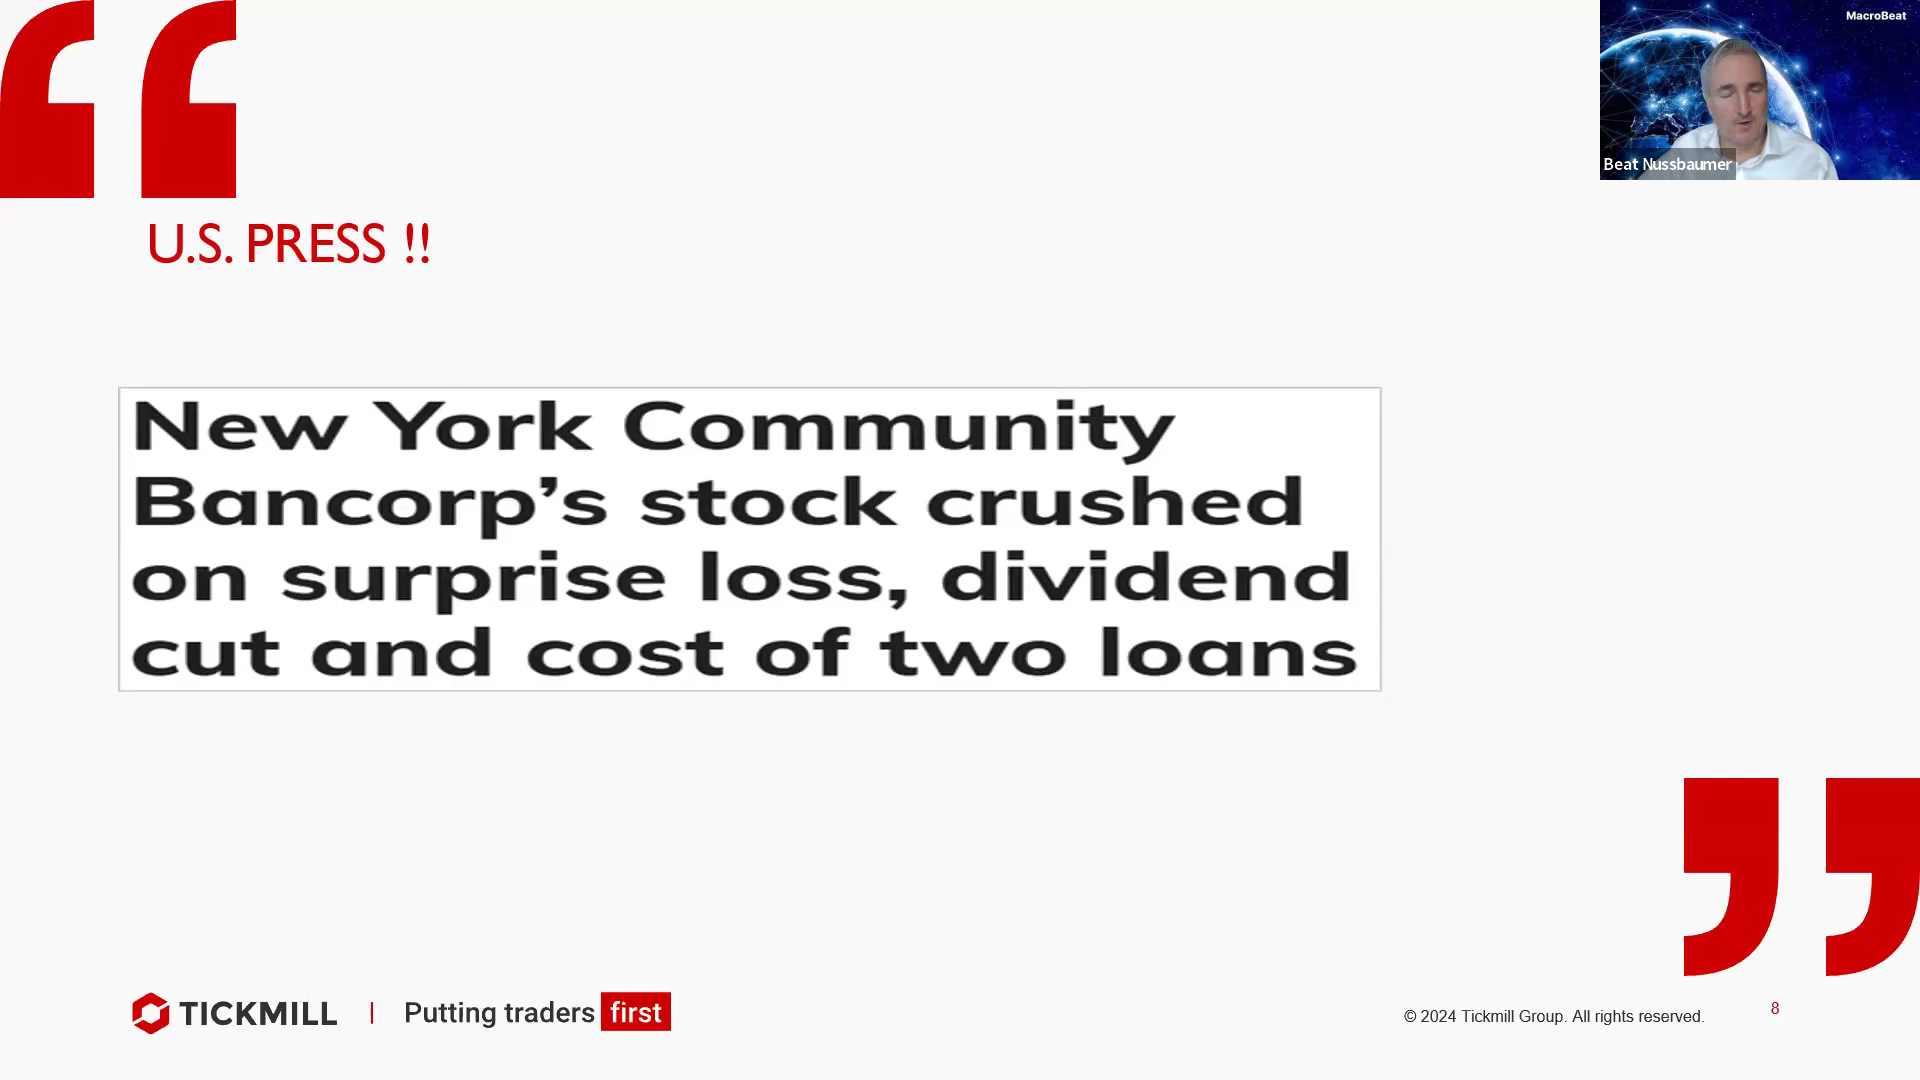 MacroBeat
Beat Nussbaumer
U.S. PRESS !!
New York Community
Bancorp’s stock crushed
on surprise loss, dividend
cut and cost of two loans
TICKMILL | Putting traders first
© 2024 Tickmill Group. All rights reserved.
8